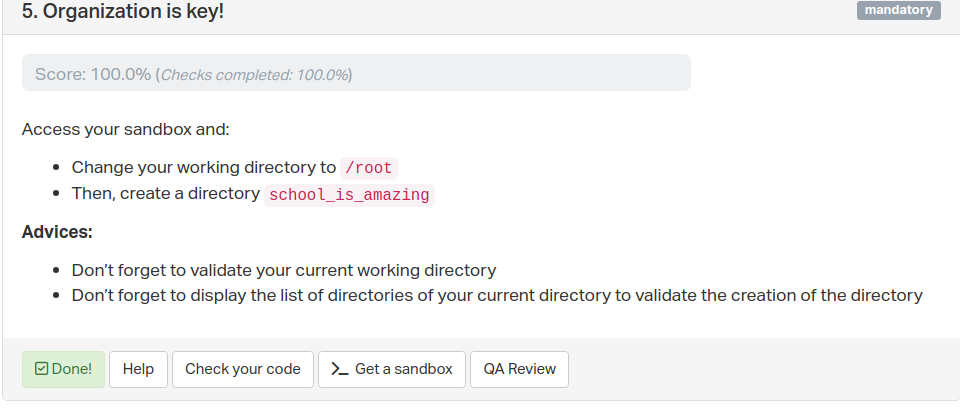 5. Organization is key!
mandatory
Score: 100.0% (Checks completed: 100.0%)
Access your sandbox and:
• Change your working directory to /root
• Then, create a directory school_is_amazing
Advices:
• Don’t forget to validate your current working directory
• Don’t forget to display the list of directories of your current directory to validate the creation of the directory
Done! Help Check your code Get a sandbox QA Review